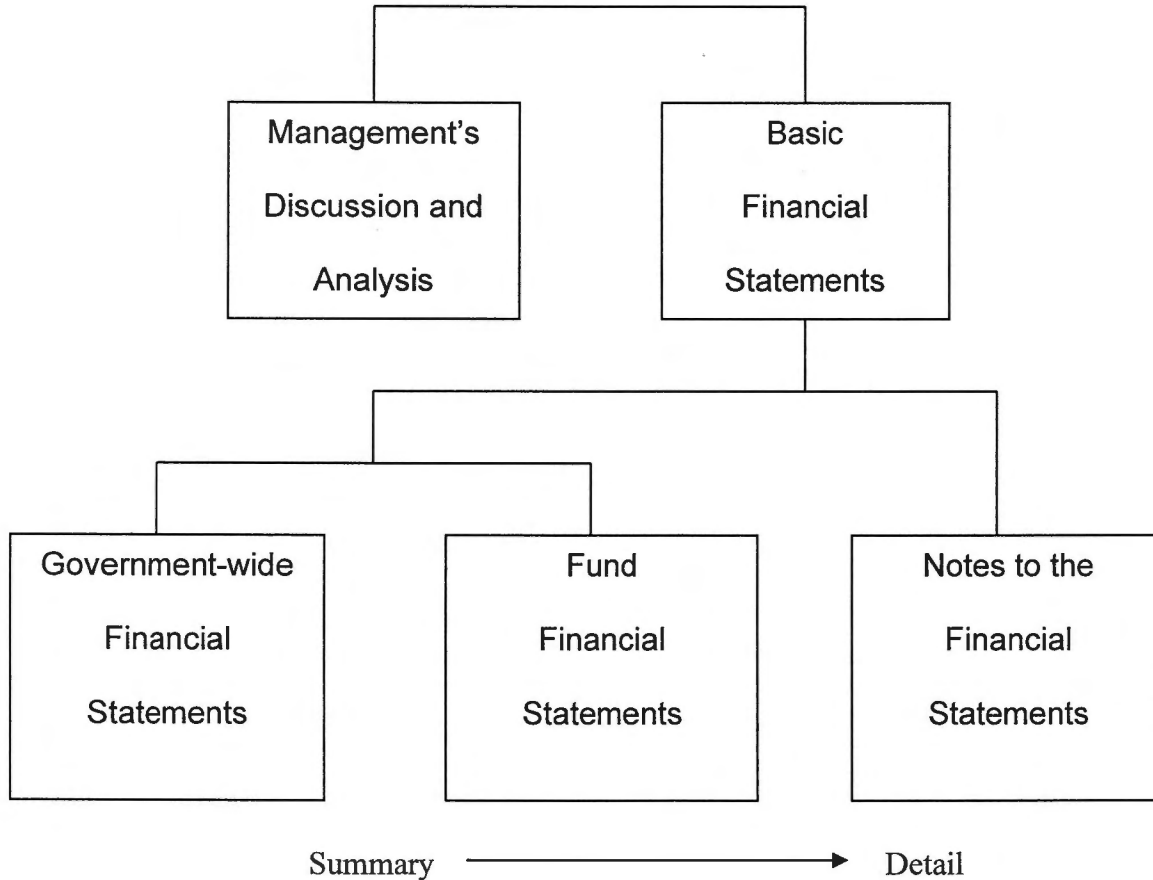 Management's
Discussion and
Analysis
Basic
Financial
Statements
Government-wide
Financial
Statements
Fund
Financial
Statements
Notes to the
Financial
Statements
Summary
Detail